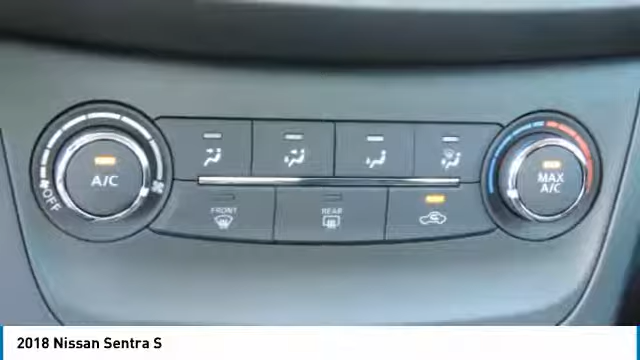 A/C
OFF
FRONT
REAR
MAX
A/C
2018 Nissan Sentra S